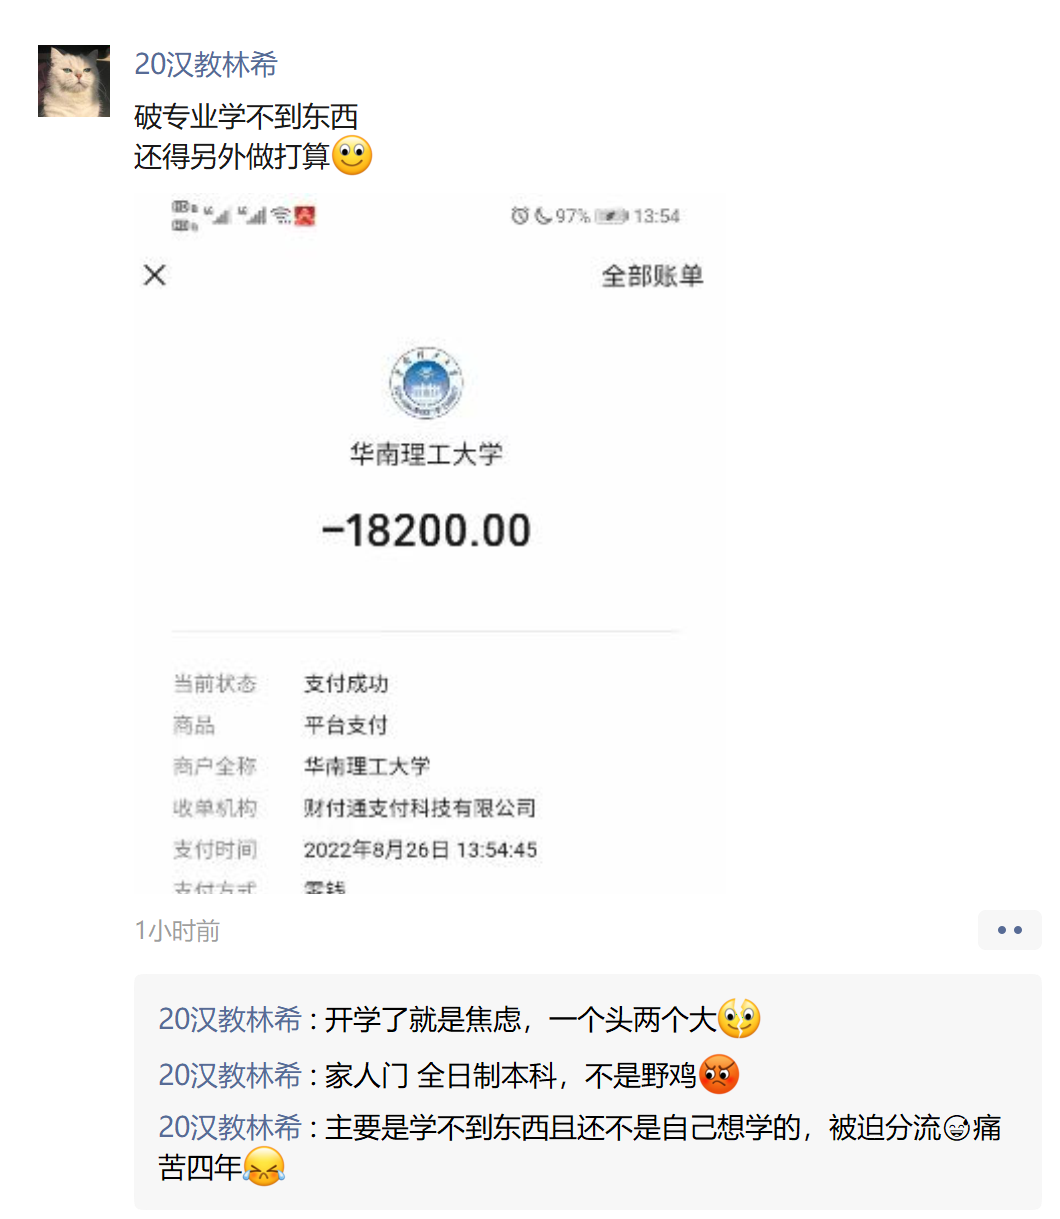 20汉教林希
破专业学不到东西
还得另外做打算
97% 13:54
全部账单
华南理工大学
-18200.00
当前状态 支付成功
商品 平台支付
商户全称 华南理工大学
收单机构 财付通支付科技有限公司
支付时间 2022年8月26日 13:54:45
支付方式 零钱
1小时前
20汉教林希 : 开学了就是焦虑，一个头两个大
20汉教林希 : 家人门 全日制本科，不是野鸡
20汉教林希 : 主要是学不到东西且还不是自己想学的，被迫分流😄痛
苦四年